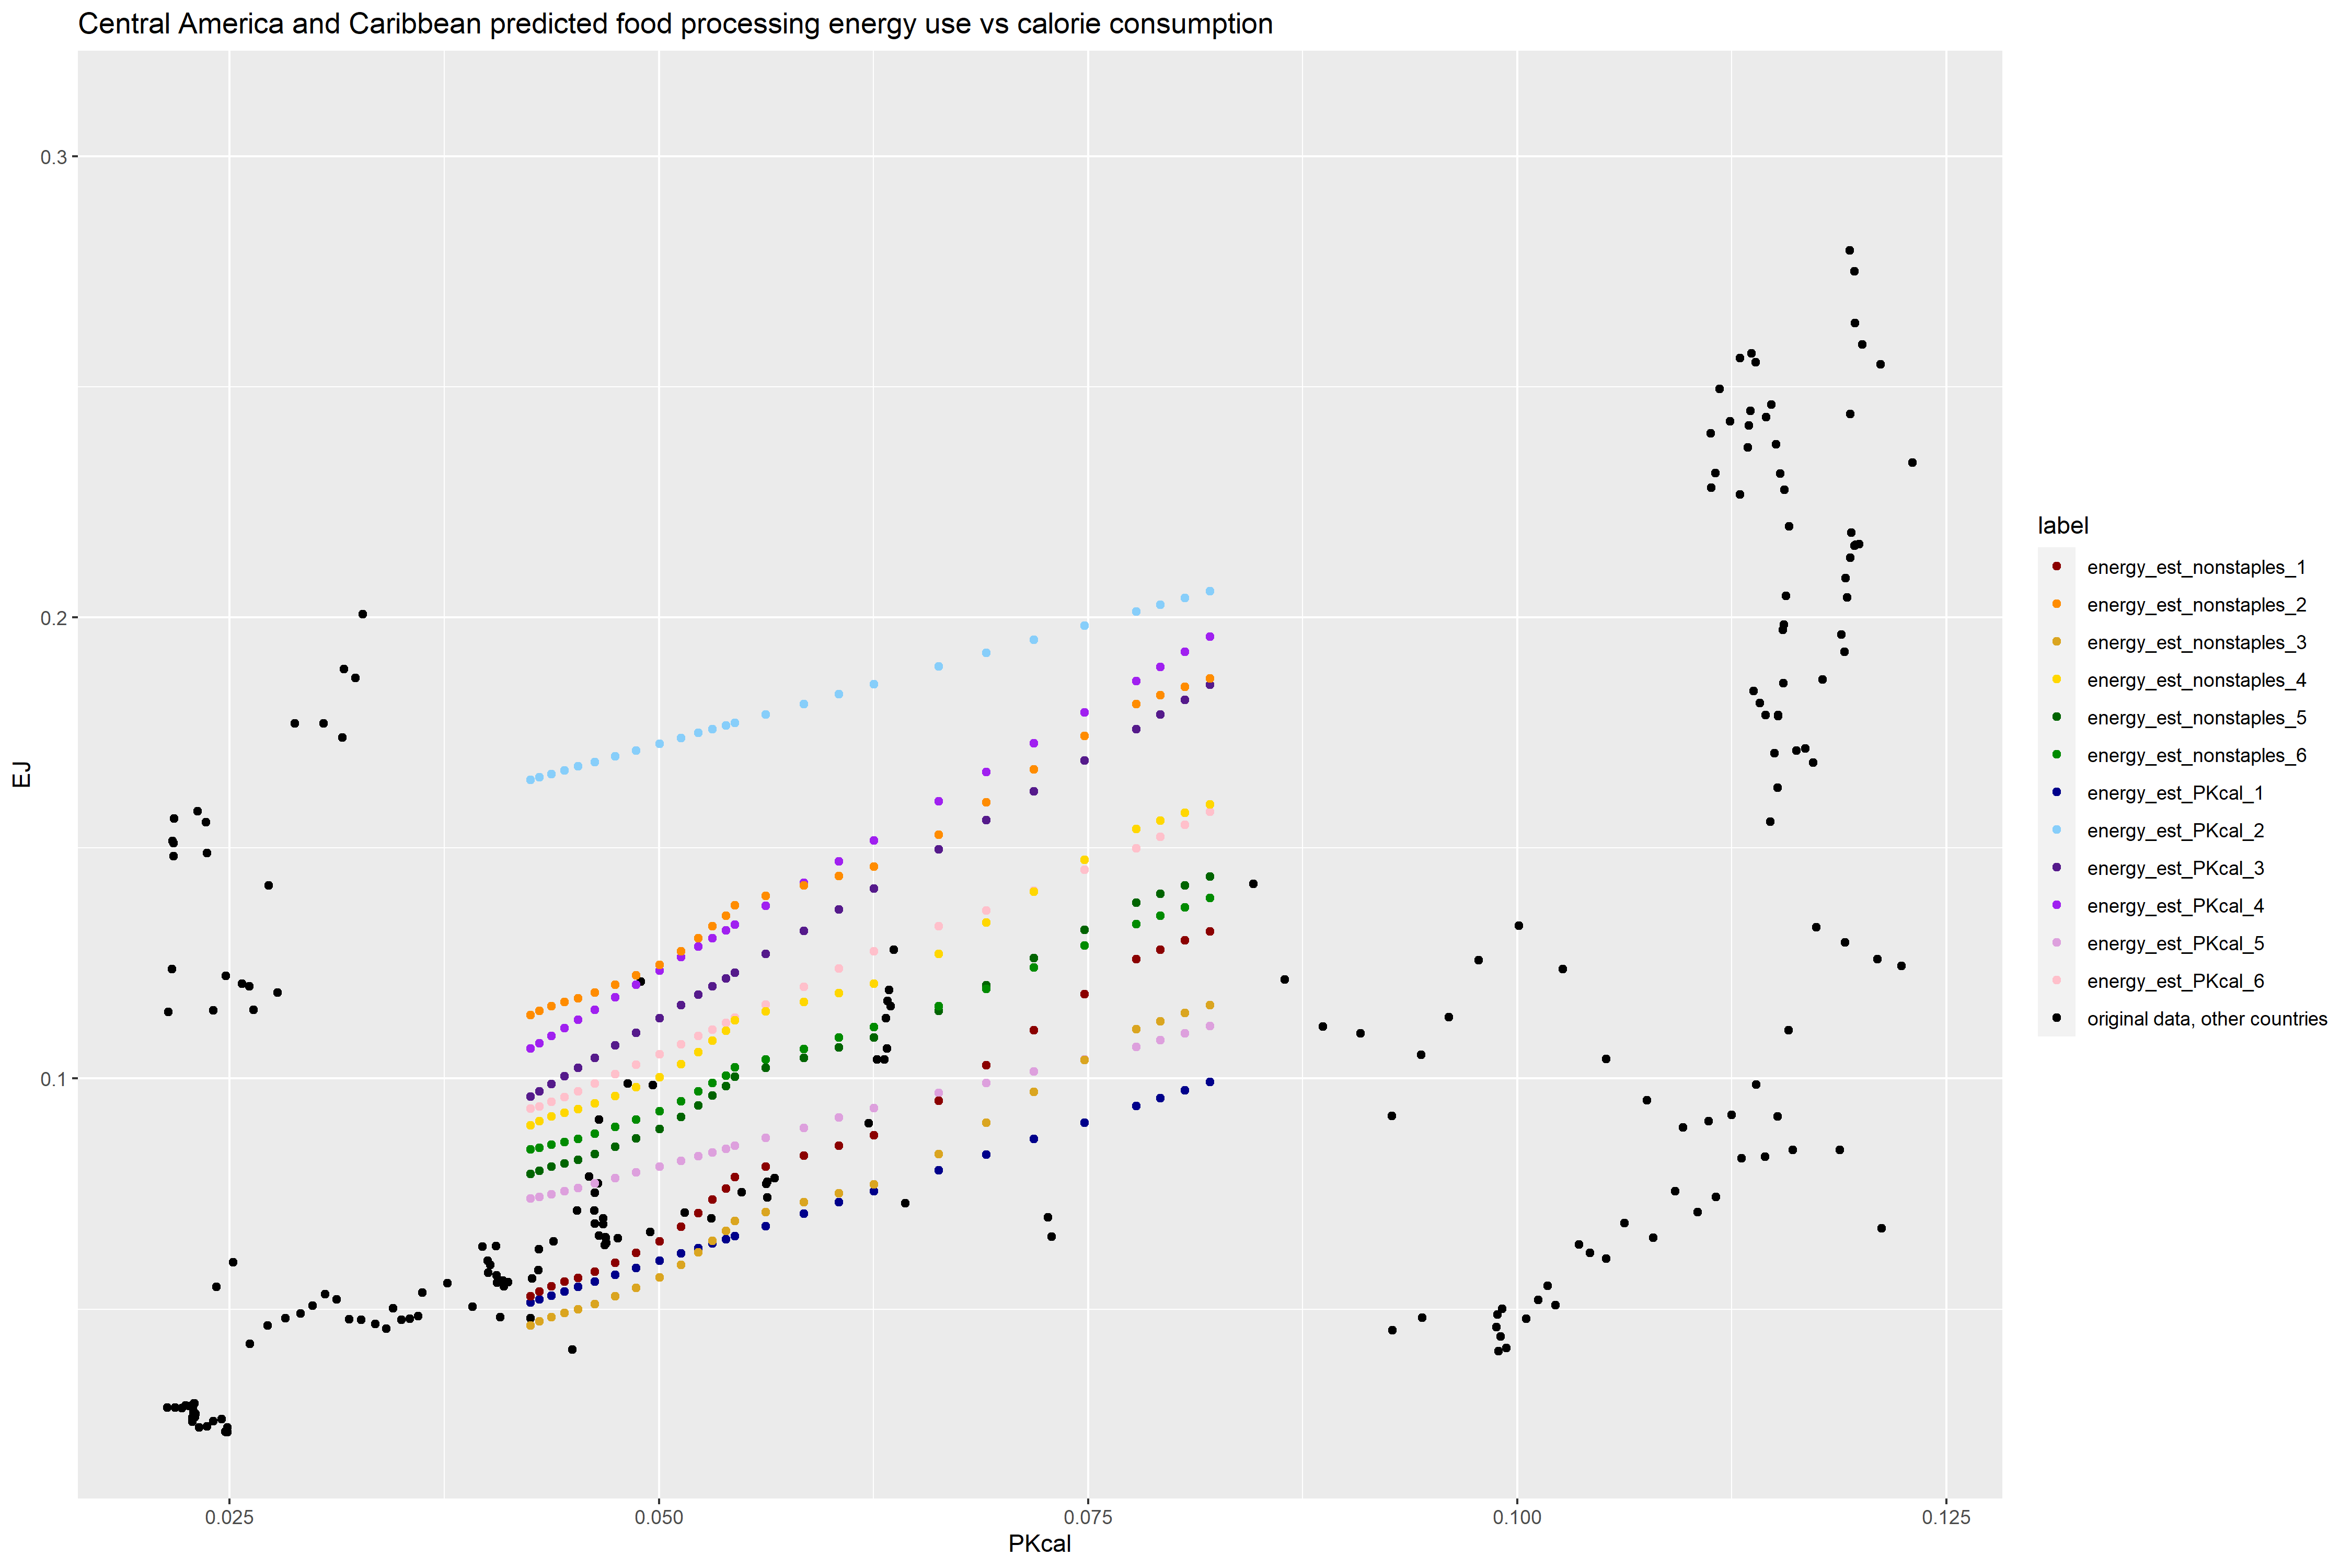 Central America and Caribbean predicted food processing energy use vs calorie consumption
0.3
0.2
0.1
EJ
0.025
0.050
0.075
0.100
0.125
PKcal
label
energy_est_nonstaples_1
energy_est_nonstaples_2
energy_est_nonstaples_3
energy_est_nonstaples_4
energy_est_nonstaples_5
energy_est_nonstaples_6
energy_est_PKcal_1
energy_est_PKcal_2
energy_est_PKcal_3
energy_est_PKcal_4
energy_est_PKcal_5
energy_est_PKcal_6
original data, other countries